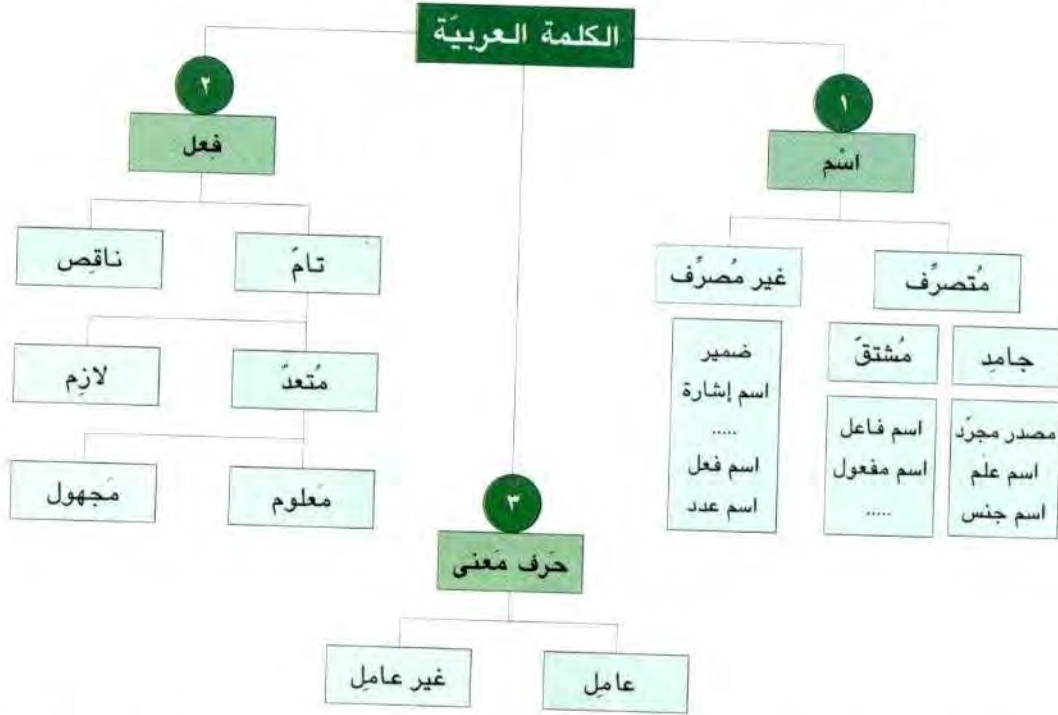 الكلمة العربيّة
١
اسْم
مُتصرِّف
غير مُصرِّف
جامِد
مُشتقّ
مصدر مجرّد
اسم علَم
اسم جنس
اسم فاعل
اسم مفعول
.....
ضمير
اسم إشارة
.....
اسم فعل
اسم عدد
٢
فِعل
تامّ
ناقِص
مُتعدّ
لازِم
مَعلوم
مَجهول
٣
حَرف مَعنى
عامِل
غير عامِل